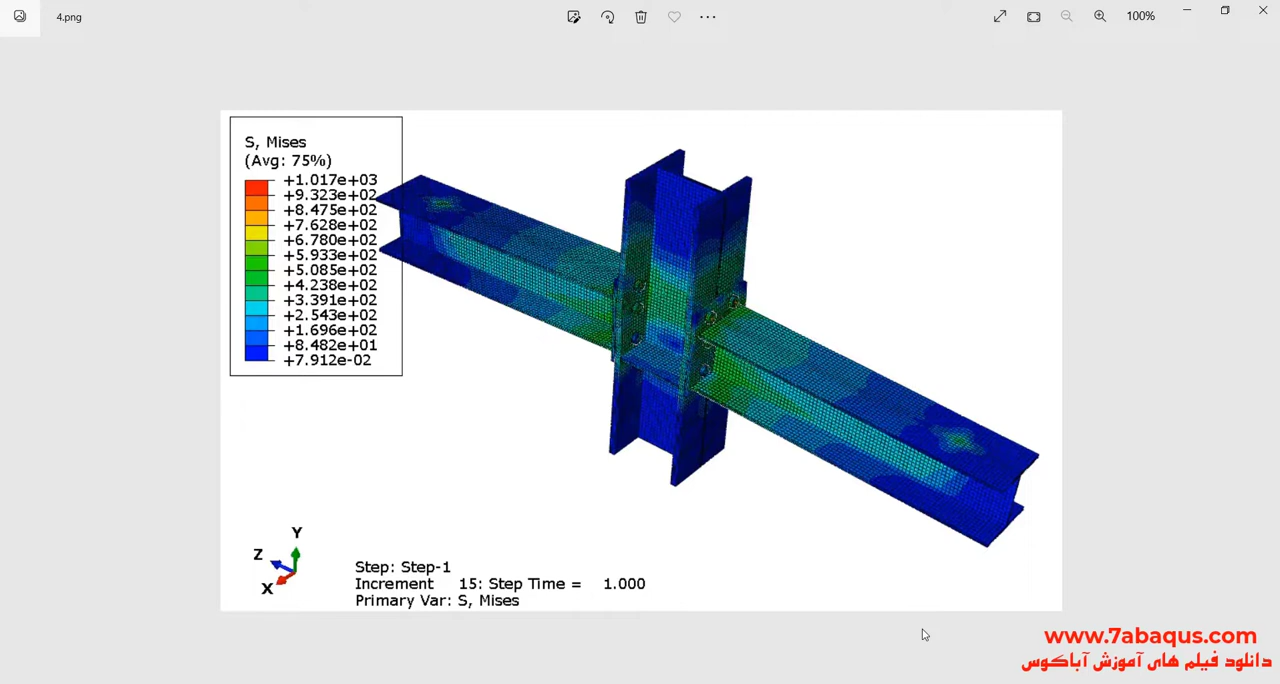 4.png
100%
S, Mises
(Avg: 75%)
+1.017e+03
+9.323e+02
+8.475e+02
+7.628e+02
+6.780e+02
+5.933e+02
+5.085e+02
+4.238e+02
+3.391e+02
+2.543e+02
+1.696e+02
+8.482e+01
+7.912e-02
Y
Z
X
Step: Step-1
Increment 15: Step Time = 1.000
Primary Var: S, Mises
www.7abaqus.com
دانلود فیلم های آموزش آباکوس